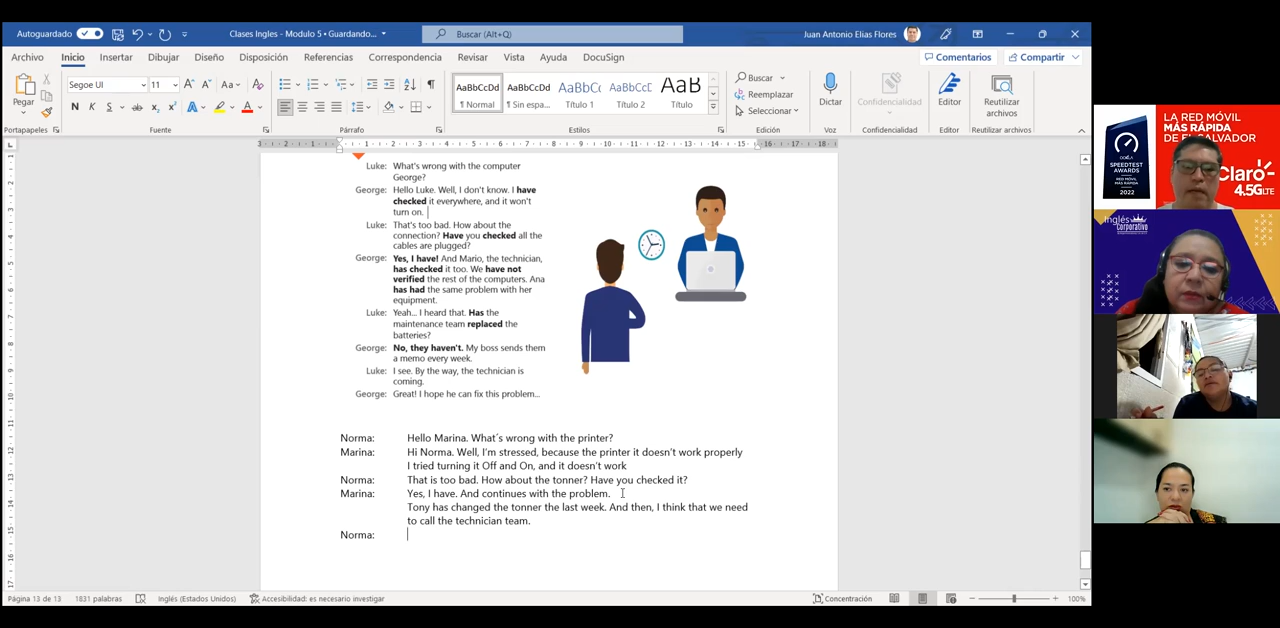 Autoguardado
Clases Ingles - Modulo 5 • Guardando...
Buscar (Alt+Q)
Juan Antonio Elias Flores
Archivo Inicio Insertar Dibujar Diseño Disposición Referencias Correspondencia Revisar Vista Ayuda DocuSign
Comentarios Compartir
Pegar
Segoe UI 11
N K S ab
AaBbCcDd AaBbCcDd AaBbCc AaBbCcC AaB
¶ Normal ¶ Sin espa... Título 1 Título 2 Título
Buscar
Reemplazar
Seleccionar
Dictar
Confidencialidad
Editor
Reutilizar archivos
Portapapeles Fuente Párrafo Estilos Edición Voz Confidencialidad Editor Reutilizar archivos
Luke: What's wrong with the computer
George?
George: Hello Luke. Well, I don't know. I have
checked it everywhere, and it won't
turn on.
Luke: That's too bad. How about the
connection? Have you checked all the
cables are plugged?
George: Yes, I have! And Mario, the technician,
has checked it too. We have not
verified the rest of the computers. Ana
has had the same problem with her
equipment.
Luke: Yeah... I heard that. Has the
maintenance team replaced the
batteries?
George: No, they haven't. My boss sends them
a memo every week.
Luke: I see. By the way, the technician is
coming.
George: Great! I hope he can fix this problem...
Norma: Hello Marina. What´s wrong with the printer?
Marina: Hi Norma. Well, I'm stressed, because the printer it doesn't work properly
I tried turning it Off and On, and it doesn't work
Norma: That is too bad. How about the tonner? Have you checked it?
Marina: Yes, I have. And continues with the problem.
Tony has changed the tonner the last week. And then, I think that we need
to call the technician team.
Norma:
Página 13 de 13 1831 palabras Inglés (Estados Unidos) Accesibilidad: es necesario investigar
Concentración 100%
LA RED MÓVIL
MÁS RÁPIDA
DE EL SALVADOR
SPEEDTEST
AWARDS
2022
Claro
4.5G LTE
Inglés
Corporativo